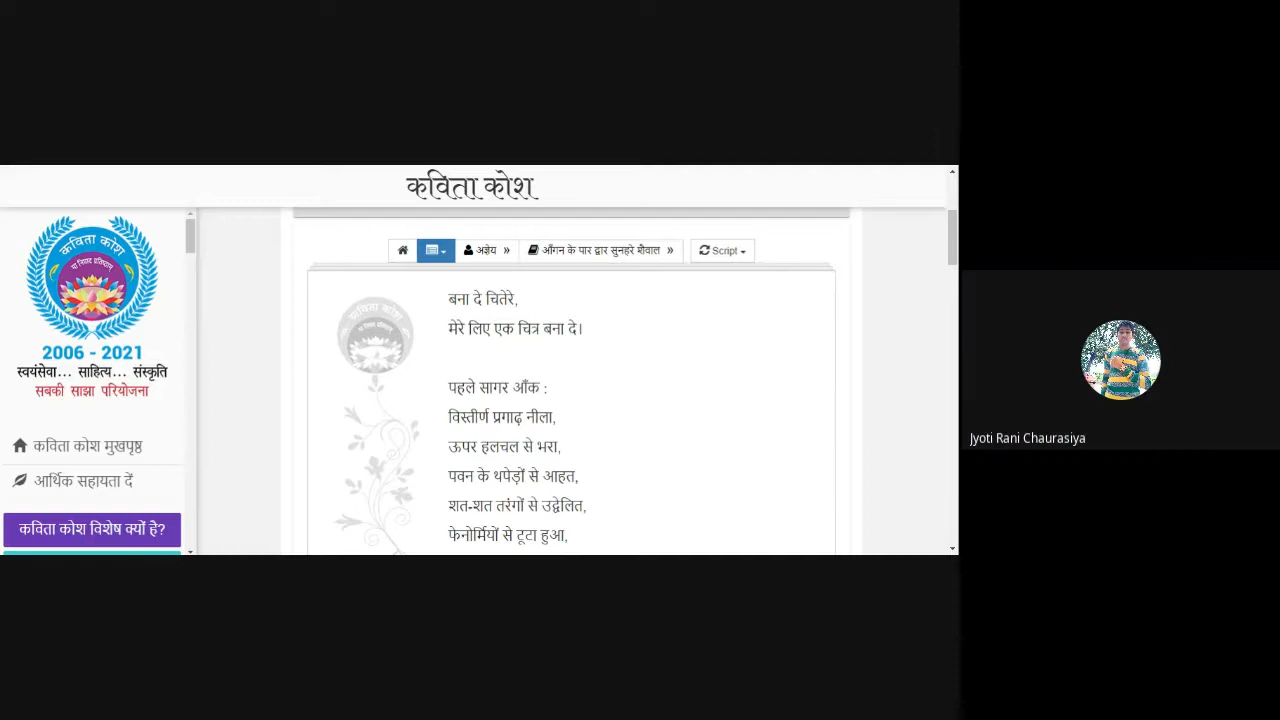 कविता कोश
कविता कोश
2006 - 2021
स्वयंसेवा... साहित्य... संस्कृति
सबकी साझा परियोजना
कविता कोश मुखपृष्ठ
आर्थिक सहायता दें
कविता कोश विशेष क्यों है?
अज्ञेय »
आँगन के पार द्वार सुनहरे शैवाल »
Script
बना दे चितेरे,
मेरे लिए एक चित्र बना दे।
पहले सागर आँक :
विस्तीर्ण प्रगाढ़ नीला,
ऊपर हलचल से भरा,
पवन के थपेड़ों से आहत,
शत-शत तरंगों से उद्वेलित,
फेनोर्मियों से टूटा हुआ,
Jyoti Rani Chaurasiya